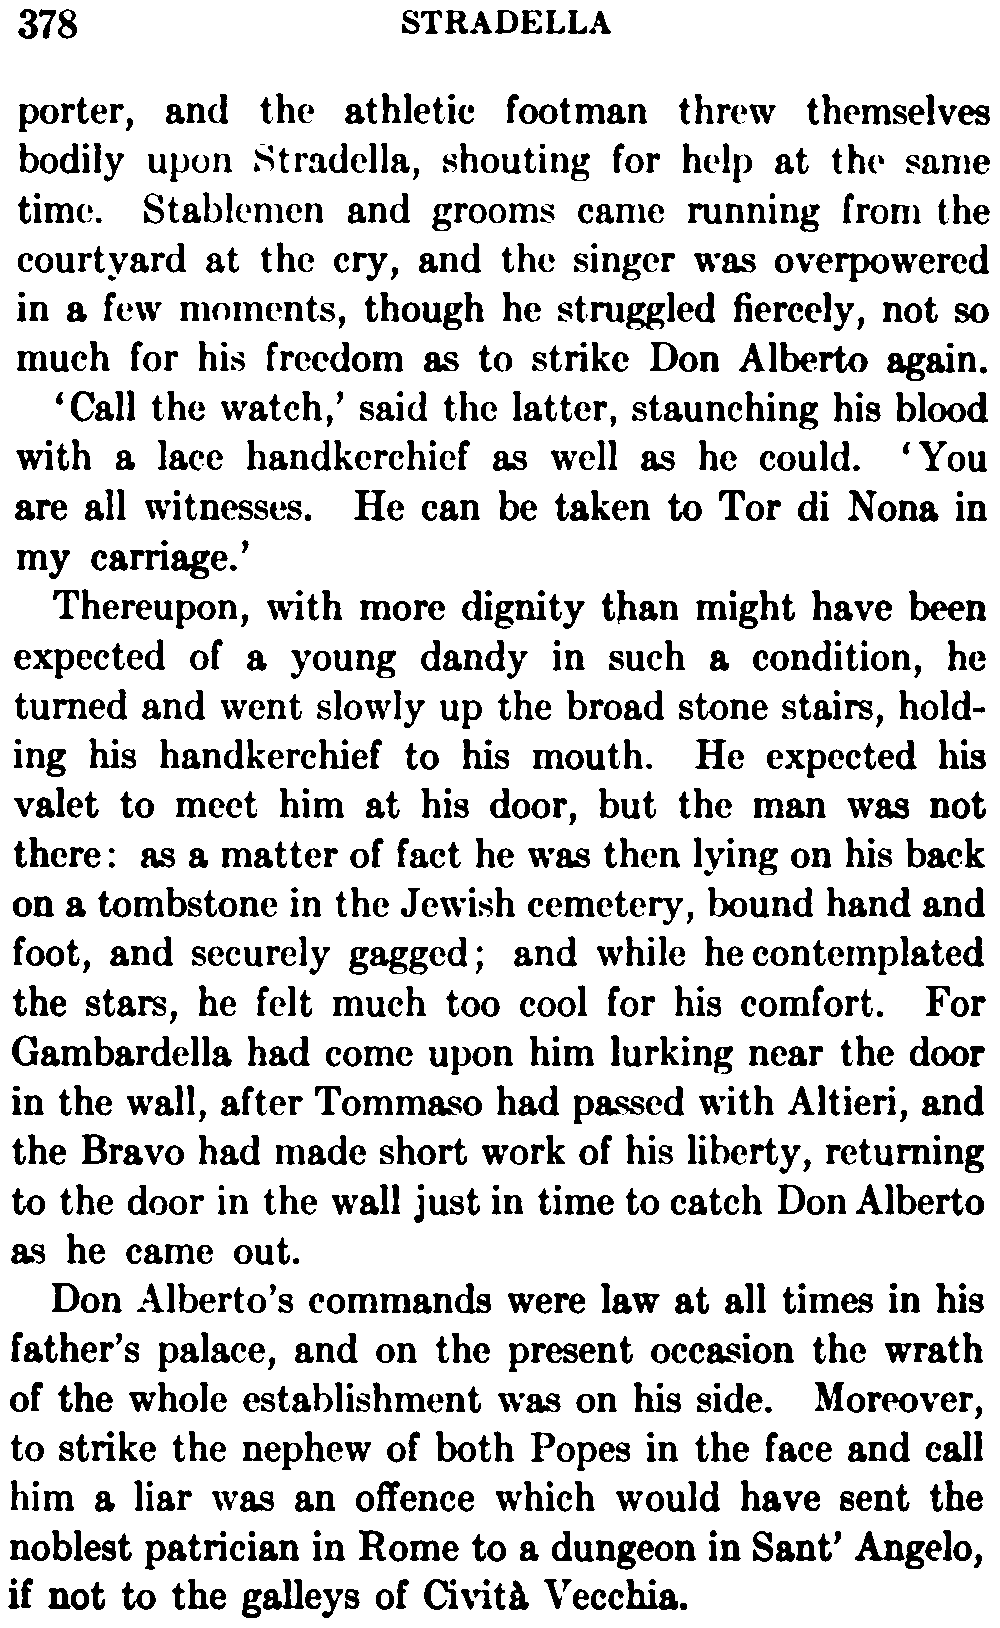 378 STRADELLA
porter, and the athletic footman threw themselves
bodily upon Stradella, shouting for help at the same
time. Stablemen and grooms came running from the
courtyard at the cry, and the singer was overpowered
in a few moments, though he struggled fiercely, not so
much for his freedom as to strike Don Alberto again.
‘Call the watch,’ said the latter, staunching his blood
with a lace handkerchief as well as he could. ‘You
are all witnesses. He can be taken to Tor di Nona in
my carriage.’
Thereupon, with more dignity than might have been
expected of a young dandy in such a condition, he
turned and went slowly up the broad stone stairs, hold-
ing his handkerchief to his mouth. He expected his
valet to meet him at his door, but the man was not
there: as a matter of fact he was then lying on his back
on a tombstone in the Jewish cemetery, bound hand and
foot, and securely gagged; and while he contemplated
the stars, he felt much too cool for his comfort. For
Gambardella had come upon him lurking near the door
in the wall, after Tommaso had passed with Altieri, and
the Bravo had made short work of his liberty, returning
to the door in the wall just in time to catch Don Alberto
as he came out.
Don Alberto’s commands were law at all times in his
father’s palace, and on the present occasion the wrath
of the whole establishment was on his side. Moreover,
to strike the nephew of both Popes in the face and call
him a liar was an offence which would have sent the
noblest patrician in Rome to a dungeon in Sant’ Angelo,
if not to the galleys of Cività Vecchia.